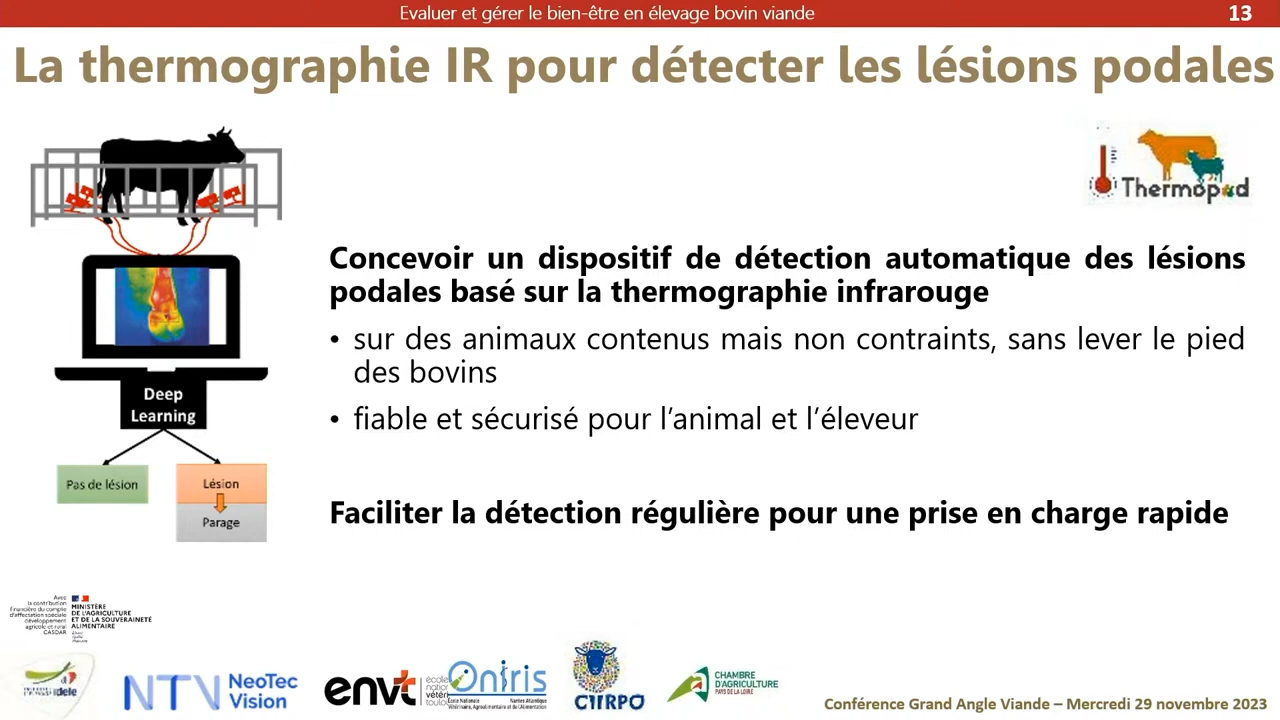 Evaluer et gérer le bien-être en élevage bovin viande
13
La thermographie IR pour détecter les lésions podales
Thermopod
Concevoir un dispositif de détection automatique des lésions
podales basé sur la thermographie infrarouge
• sur des animaux contenus mais non contraints, sans lever le pied
des bovins
• fiable et sécurisé pour l'animal et l'éleveur
Faciliter la détection régulière pour une prise en charge rapide
Deep
Learning
Pas de lésion
Lésion
Parage
Avec
la contribution
financière du compte
d'affectation spéciale
développement
agricole et rural
CASDAR
MINISTÈRE
DE L'AGRICULTURE
ET DE LA SOUVERAINETÉ
ALIMENTAIRE
idele
NTV NeoTec
Vision
envt
école
Oniris
CIIRPO
CHAMBRE
D'AGRICULTURE
PAYS DE LA LOIRE
Conférence Grand Angle Viande – Mercredi 29 novembre 2023